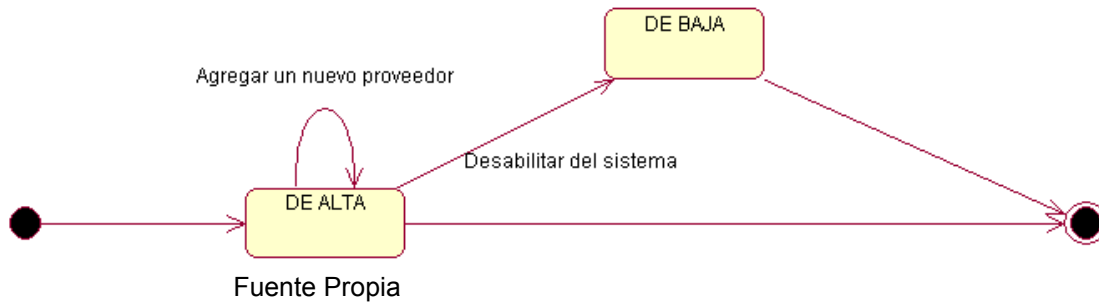 DE BAJA
Agregar un nuevo proveedor
Desabilitar del sistema
DE ALTA
Fuente Propia